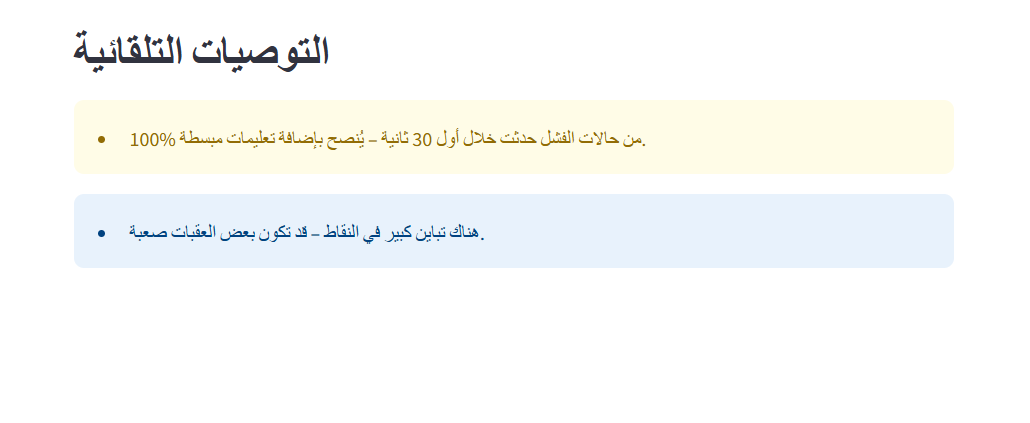 التوصيات التلقائية
100% من حالات الفشل حدثت خلال أول 30 ثانية – يُنصح بإضافة تعليمات مبسطة.
هناك تباين كبير في النقاط – قد تكون بعض العقبات صعبة.